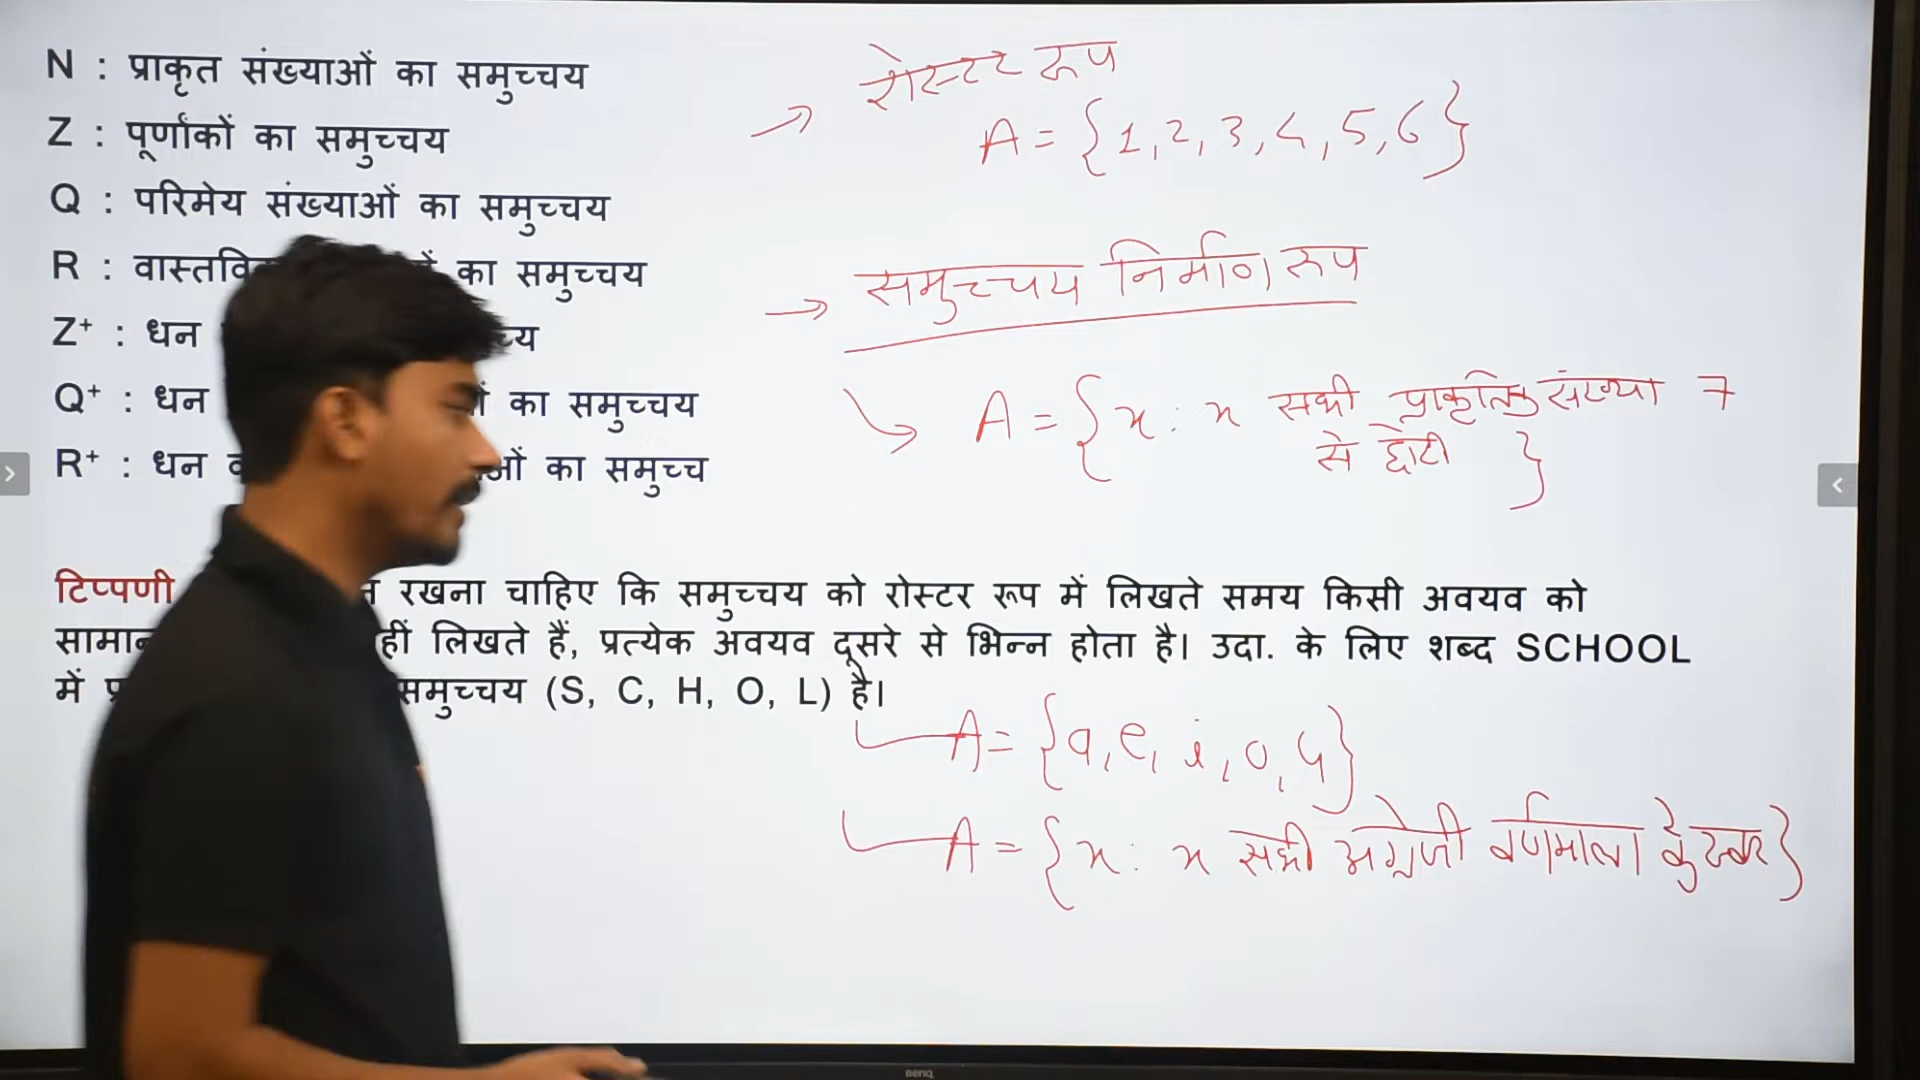 N : प्राकृत संख्याओं का समुच्चय
Z : पूर्णांकों का समुच्चय
Q : परिमेय संख्याओं का समुच्चय
R : का समुच्चय
Z⁺ : धन
Q⁺ : धन का समुच्चय
R⁺ : धन का समुच्च
टिप्पणी रखना चाहिए कि समुच्चय को रोस्टर रूप में लिखते समय किसी अवयव को
लिखते हैं, प्रत्येक अवयव दूसरे से भिन्न होता है। उदा. के लिए शब्द SCHOOL
में समुच्चय (S, C, H, O, L) है।
रोस्टर रूप
A = {1, 2, 3, 4, 5, 6}
समुच्चय निर्माण रूप
A = {x : x सभी संख्या 7
से छोटी }
A = {a, e, i, o, u}
A = {x : x सभी अंग्रेजी वर्णमाला के स्वर}
BenQ